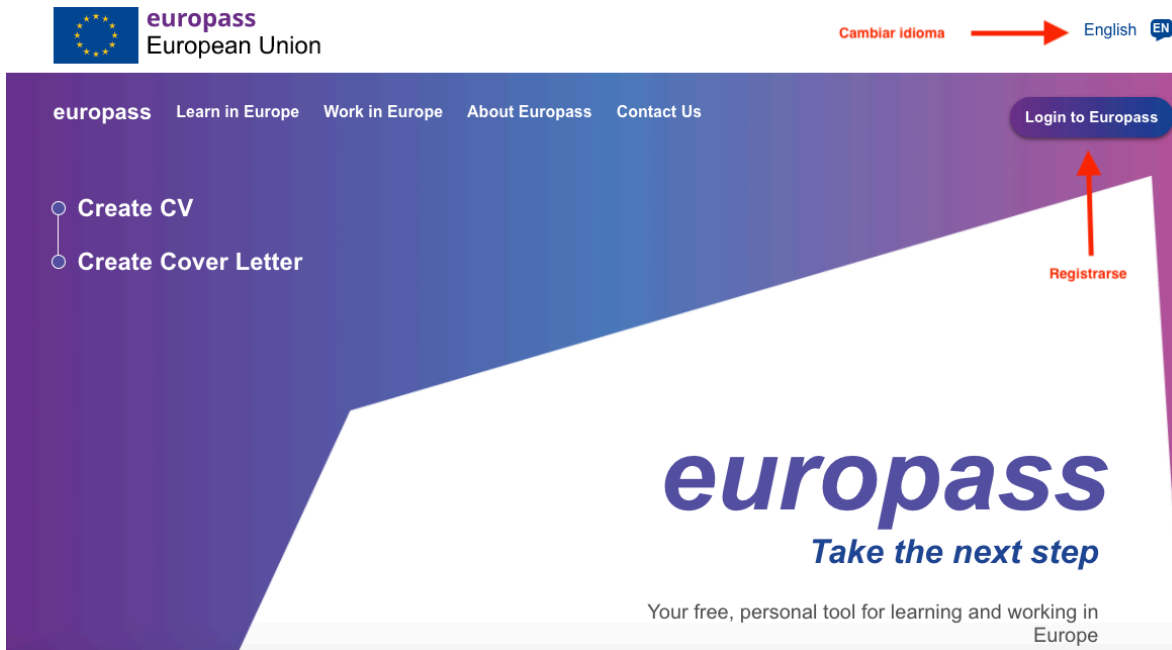 europass
European Union
Cambiar idioma
English EN
europass Learn in Europe Work in Europe About Europass Contact Us
Login to Europass
Create CV
Create Cover Letter
Registrarse
europass
Take the next step
Your free, personal tool for learning and working in
Europe